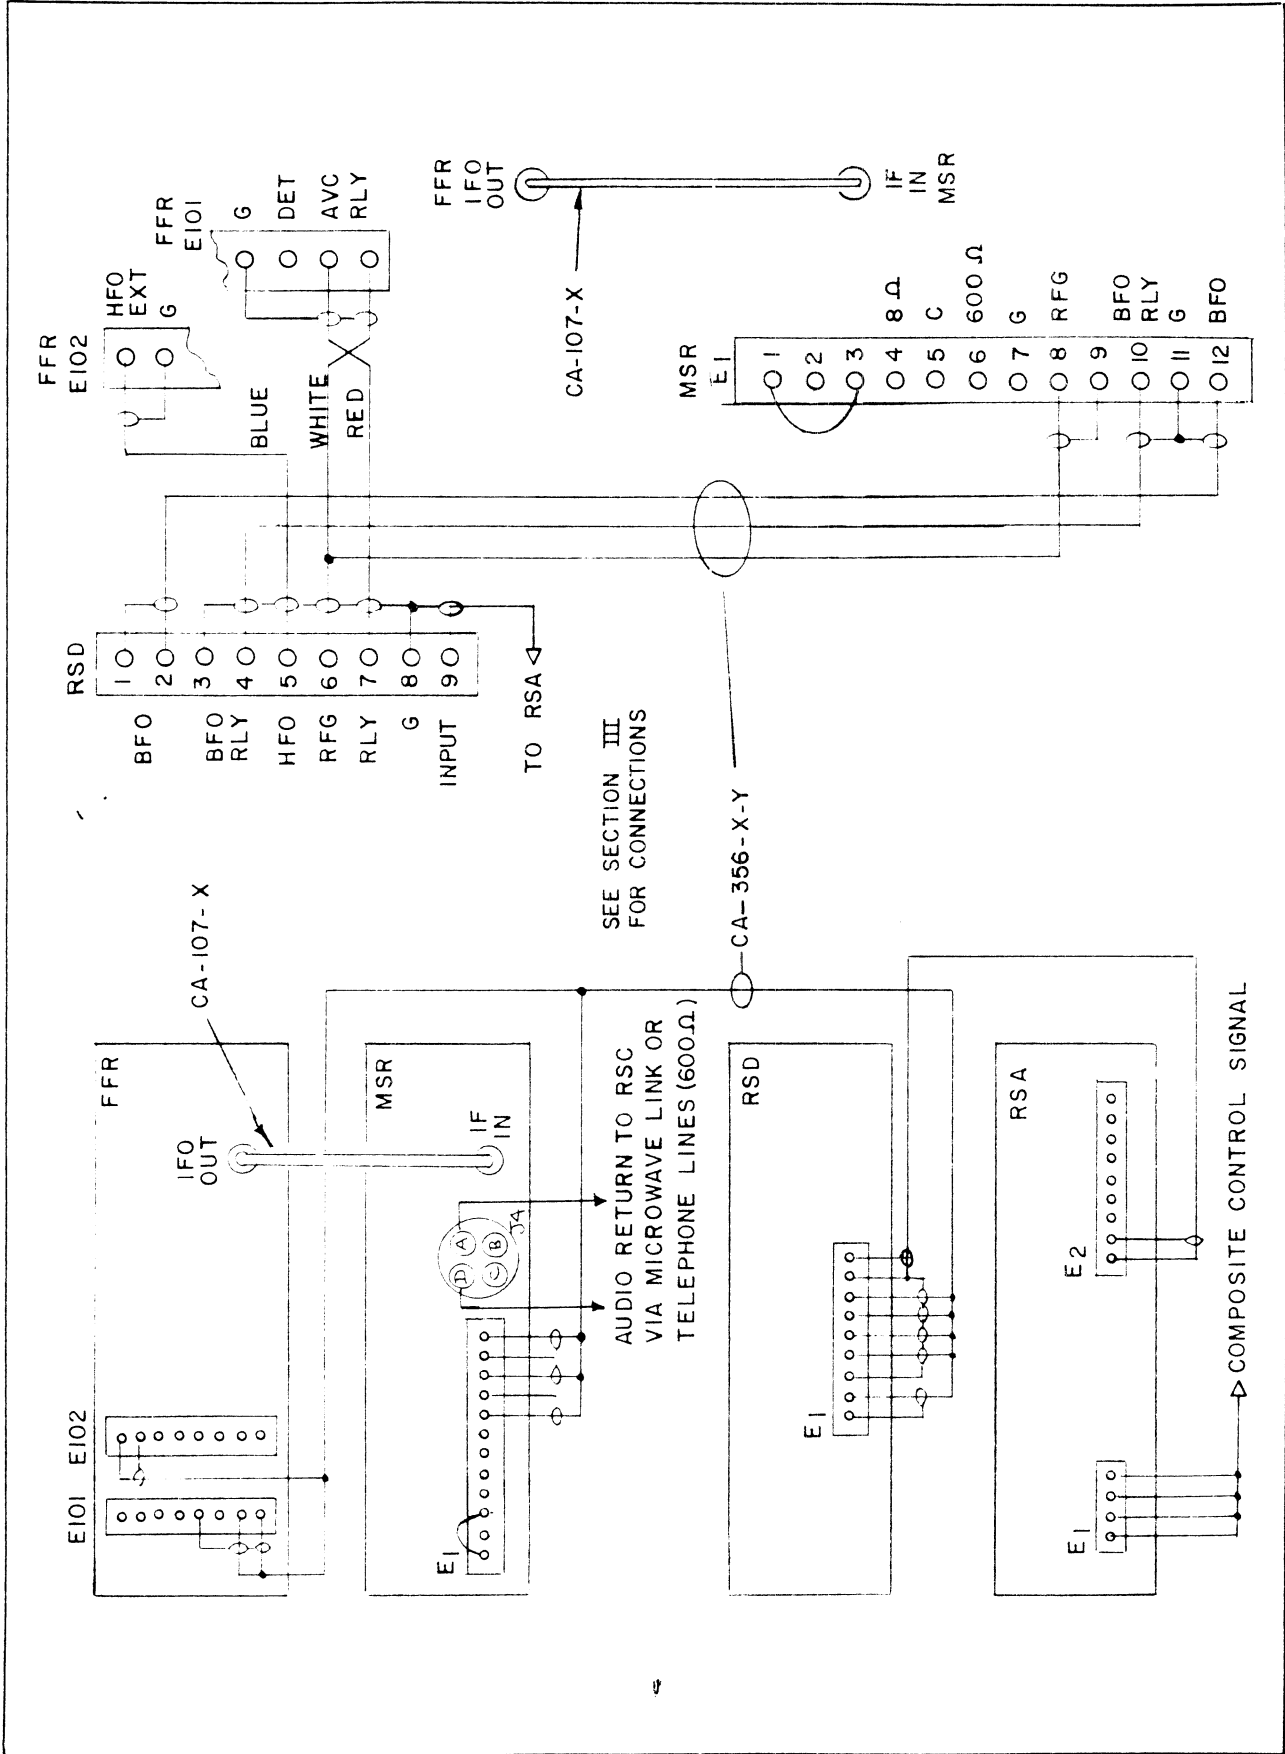 FFR
E102
HFO
EXT
G
FFR
E101
G
DET
AVC
RLY
BLUE
WHITE
RED
FFR
IFO
OUT
CA-107-X
IF
IN
MSR
RSD
1
2
3
4
5
6
7
8
9
BFO
BFO
RLY
HFO
RFG
RLY
G
INPUT
TO RSA
MSR
E1
1
2
3
4
5
6
7
8
9
10
11
12
8 Ω
C
600 Ω
G
RFG
BFO
RLY
G
BFO
SEE SECTION III
FOR CONNECTIONS
CA-356-X-Y
CA-107-X
FFR
IFO
OUT
E101
E102
MSR
IF
IN
A
B
C
D
J4
E1
AUDIO RETURN TO RSC
VIA MICROWAVE LINK OR
TELEPHONE LINES (600Ω)
RSD
E1
RSA
E2
E1
COMPOSITE CONTROL SIGNAL